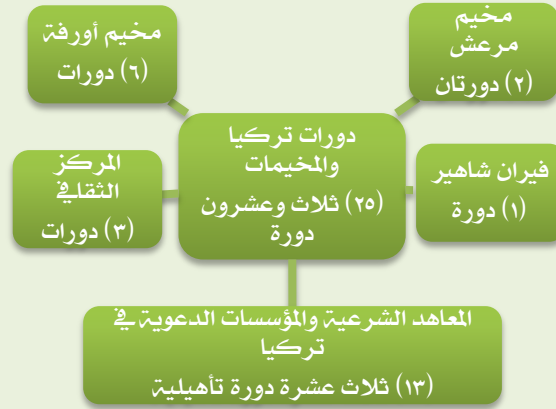 مخيم
مرعش
(٢) دورتان
مخيم أورفة
(٦) دورات
دورات تركيا
والمخيمات
(٢٥) ثلاث وعشرون
دورة
فيران شاهير
(١) دورة
المركز
الثقافي
(٣) دورات
المعاهد الشرعية والمؤسسات الدعوية في
تركيا
(١٣) ثلاث عشرة دورة تأهيلية